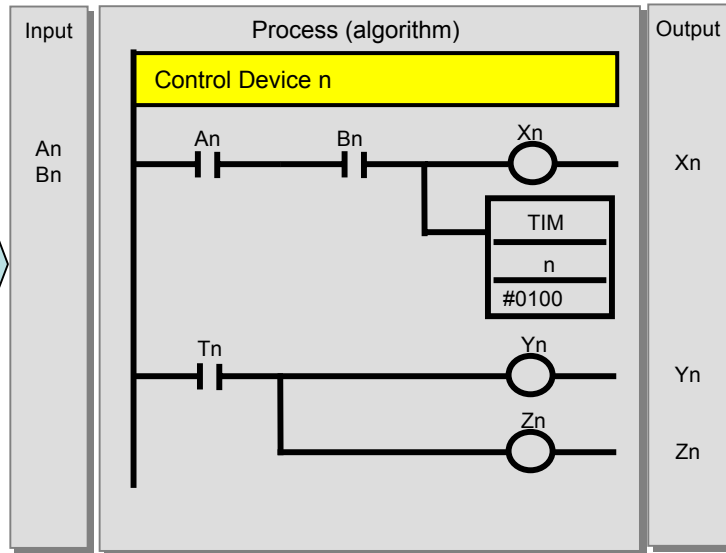 Input
An
Bn
Process (algorithm)
Control Device n
An
Bn
Xn
TIM
n
#0100
Tn
Yn
Zn
Output
Xn
Yn
Zn